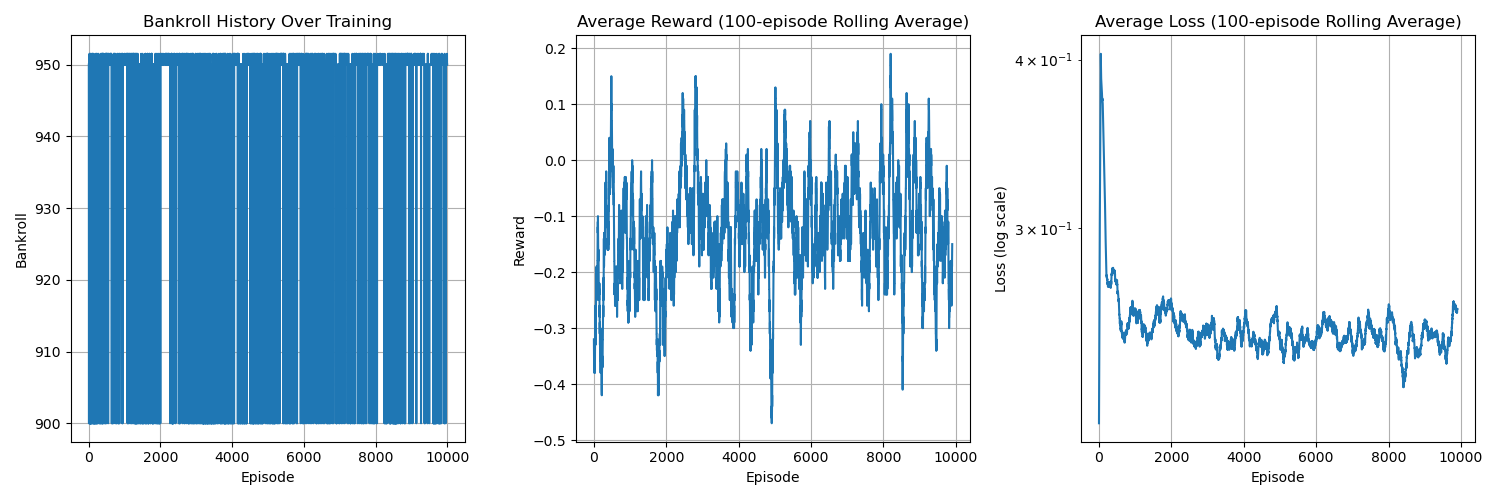 Bankroll History Over Training
950
940
930
920
910
900
Bankroll
0 2000 4000 6000 8000 10000
Episode
Average Reward (100-episode Rolling Average)
0.2
0.1
0.0
−0.1
−0.2
−0.3
−0.4
−0.5
Reward
0 2000 4000 6000 8000 10000
Episode
Average Loss (100-episode Rolling Average)
4 × 10⁻¹
3 × 10⁻¹
Loss (log scale)
0 2000 4000 6000 8000 10000
Episode